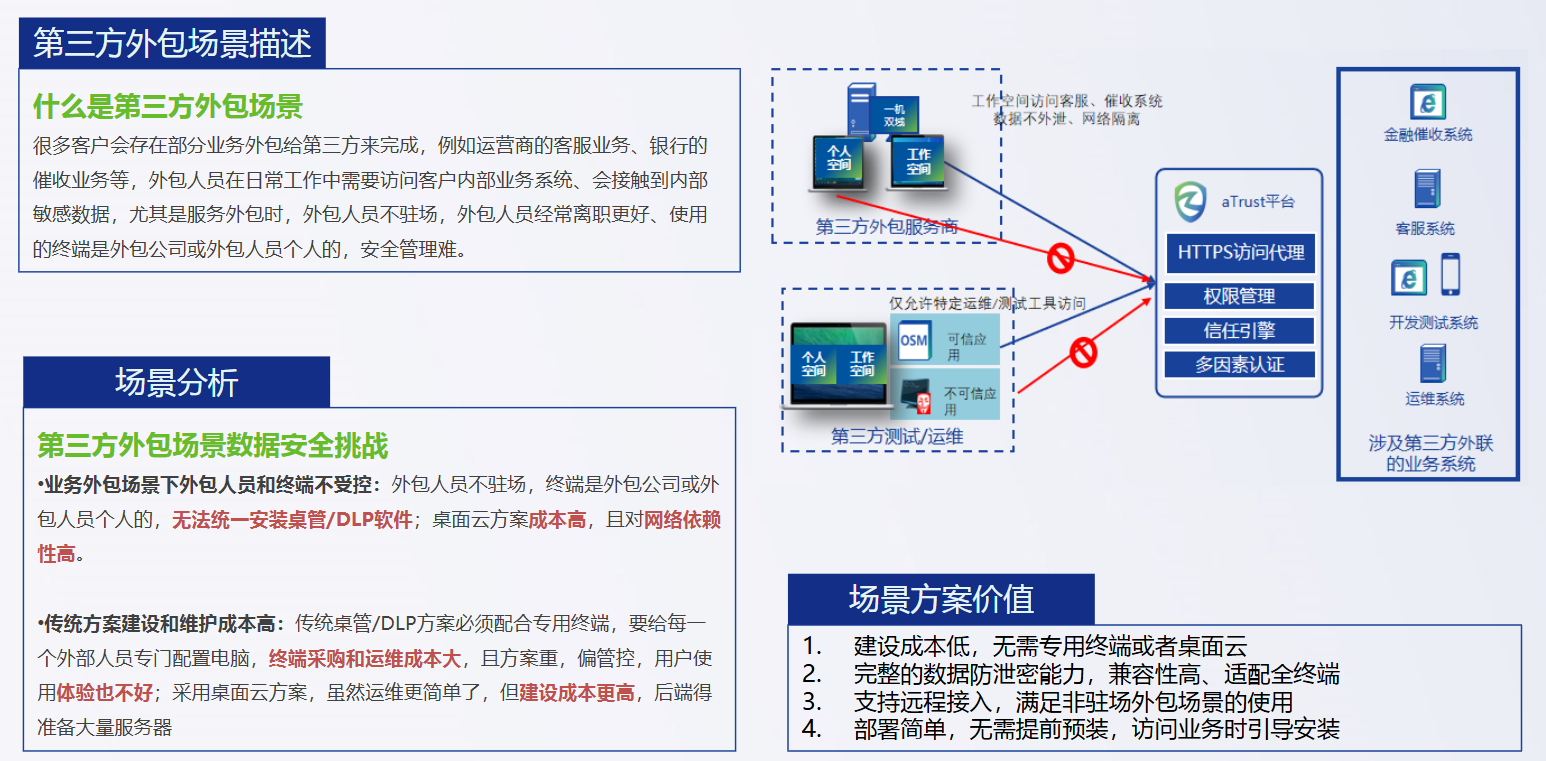 第三方外包场景描述
什么是第三方外包场景
很多客户会存在部分业务外包给第三方来完成，例如运营商的客服业务、银行的
催收业务等，外包人员在日常工作中需要访问客户内部业务系统、会接触到内部
敏感数据，尤其是服务外包时，外包人员不驻场，外包人员经常离职更好、使用
的终端是外包公司或外包人员个人的，安全管理难。
场景分析
第三方外包场景数据安全挑战
•业务外包场景下外包人员和终端不受控：外包人员不驻场，终端是外包公司或外
包人员个人的，无法统一安装桌管/DLP软件；桌面云方案成本高，且对网络依赖
性高。
•传统方案建设和维护成本高：传统桌管/DLP方案必须配合专用终端，要给每一
个外部人员专门配置电脑，终端采购和运维成本大，且方案重，偏管控，用户使
用体验也不好；采用桌面云方案，虽然运维更简单了，但建设成本更高，后端得
准备大量服务器
一机
双域
个人
空间
工作
空间
第三方外包服务商
工作空间访问客服、催收系统
数据不外泄、网络隔离
仅允许特定运维/测试工具访问
个人
空间
工作
空间
OSM
可信应
用
不可信应
用
第三方测试/运维
aTrust平台
HTTPS访问代理
权限管理
信任引擎
多因素认证
金融催收系统
客服系统
开发测试系统
运维系统
涉及第三方外联
的业务系统
场景方案价值
1. 建设成本低，无需专用终端或者桌面云
2. 完整的数据防泄密能力，兼容性高、适配全终端
3. 支持远程接入，满足非驻场外包场景的使用
4. 部署简单，无需提前预装，访问业务时引导安装